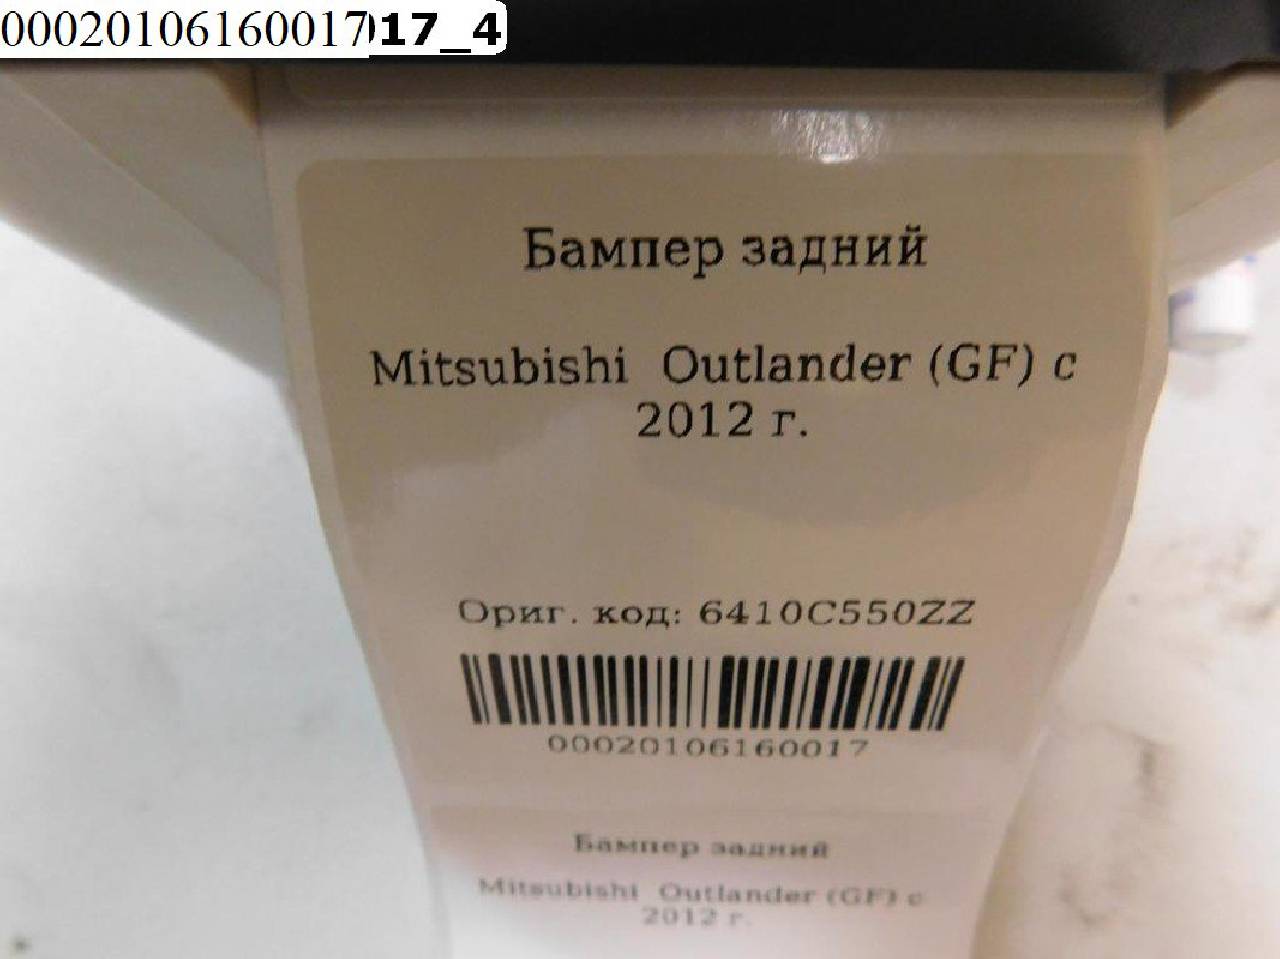 00020106160017017_4
Бампер задний
Mitsubishi Outlander (GF) с
2012 г.
Ориг. код: 6410C550ZZ
00020106160017
Бампер задний
Mitsubishi Outlander (GF) с
2012 г.